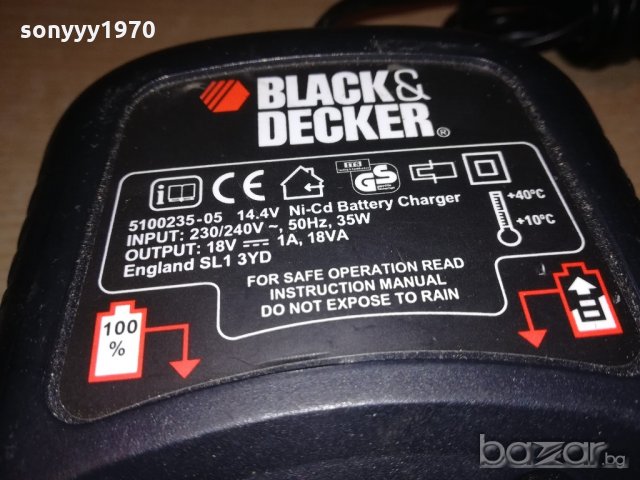 sonyyy1970
BLACK&
DECKER®
i CE GS
5100235-05 14.4V Ni-Cd Battery Charger
INPUT: 230/240V ~, 50Hz, 35W
OUTPUT: 18V ⎓ 1A, 18VA
England SL1 3YD
+40°C
+10°C
FOR SAFE OPERATION READ
INSTRUCTION MANUAL
DO NOT EXPOSE TO RAIN
100
%
bazar.bg